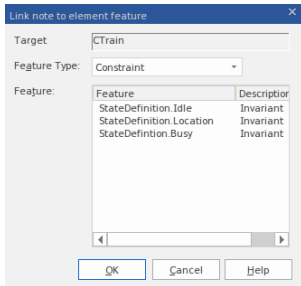 Link note to element feature
Target CTrain
Feature Type: Constraint
Feature: Feature Description
StateDefinition.Idle Invariant
StateDefinition.Location Invariant
StateDefintion.Busy Invariant
OK Cancel Help